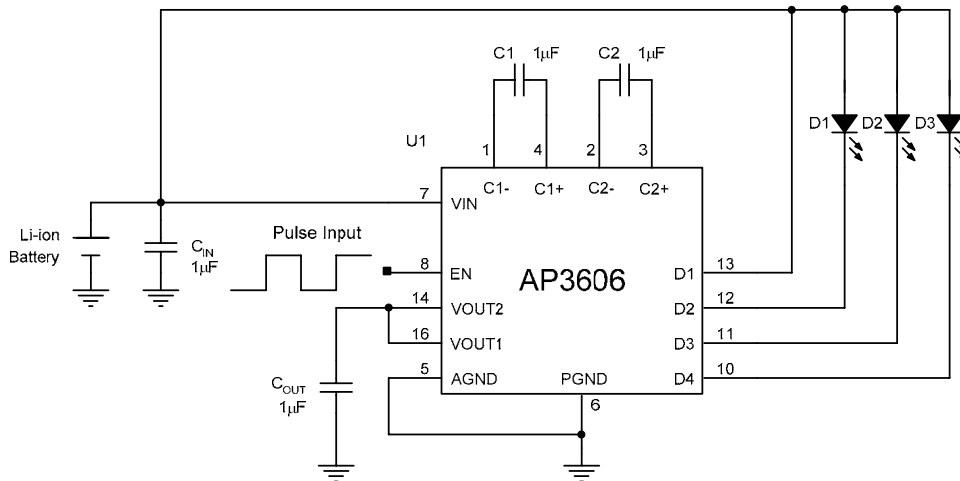 C1 1µF C2 1µF
D1 D2 D3
U1
1 4 2 3
C1- C1+ C2- C2+
7 VIN
Li-ion
Battery
CIN
1µF
Pulse Input
8 EN
AP3606
D1 13
14 VOUT2
D2 12
16 VOUT1
D3 11
5 AGND
PGND
D4 10
6
COUT
1µF